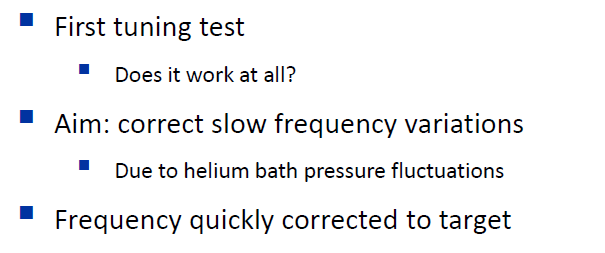 First tuning test
Does it work at all?
Aim: correct slow frequency variations
Due to helium bath pressure fluctuations
Frequency quickly corrected to target